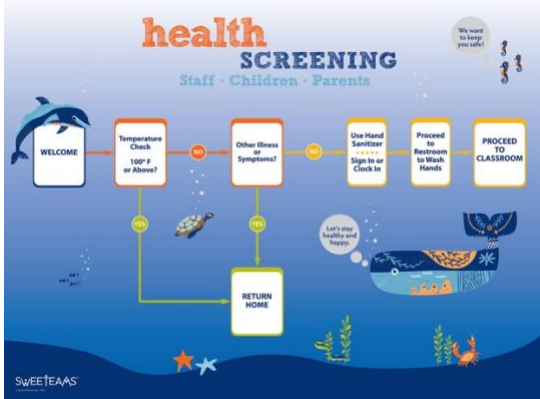 health
SCREENING
Staff · Children · Parents
We want
to keep
you safe!
WELCOME
Temperature
Check
100° F
or Above?
NO
Other Illness
or
Symptoms?
NO
Use Hand
Sanitizer
Sign In or
Clock In
Proceed
to
Restroom
to Wash
Hands
PROCEED
TO
CLASSROOM
YES
YES
Let's stay
healthy and
happy.
RETURN
HOME
SWEETEAMS